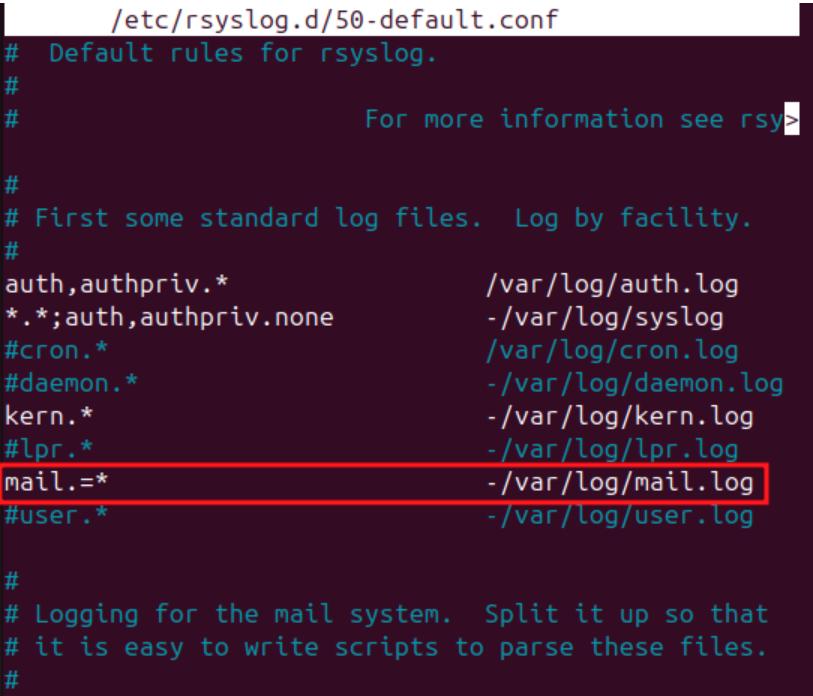 /etc/rsyslog.d/50-default.conf
#  Default rules for rsyslog.
#
#                       For more information see rsy>
#
# First some standard log files.  Log by facility.
#
auth,authpriv.*                 /var/log/auth.log
*.*;auth,authpriv.none          -/var/log/syslog
#cron.*                         /var/log/cron.log
#daemon.*                       -/var/log/daemon.log
kern.*                          -/var/log/kern.log
#lpr.*                          -/var/log/lpr.log
mail.=*                         -/var/log/mail.log
#user.*                         -/var/log/user.log
#
# Logging for the mail system.  Split it up so that
# it is easy to write scripts to parse these files.
#